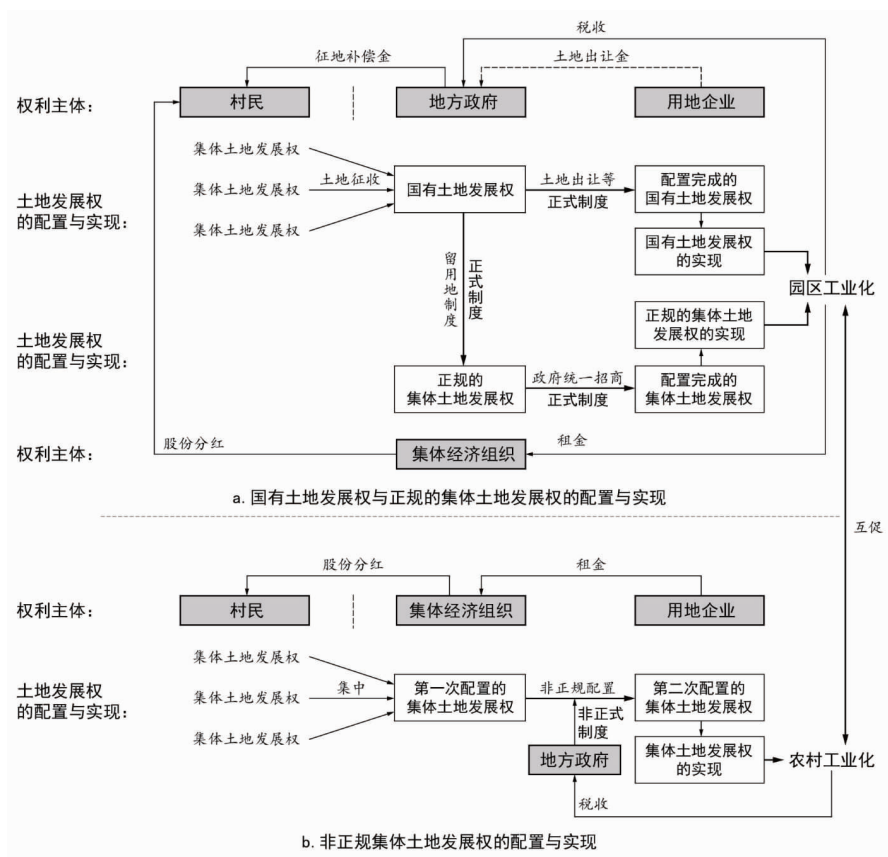 税收
征地补偿金
土地出让金
权利主体：
村民
地方政府
用地企业
集体土地发展权
土地发展权
的配置与实现：
集体土地发展权
土地征收
集体土地发展权
国有土地发展权
土地出让等
正式制度
配置完成的
国有土地发展权
国有土地发展权
的实现
留用地制度
正式制度
园区工业化
土地发展权
的配置与实现：
正规的集体土地
发展权的实现
正规的
集体土地发展权
政府统一招商
正式制度
配置完成的
集体土地发展权
权利主体：
股份分红
集体经济组织
租金
a. 国有土地发展权与正规的集体土地发展权的配置与实现
互促
股份分红
租金
权利主体：
村民
集体经济组织
用地企业
集体土地发展权
土地发展权
的配置与实现：
集体土地发展权
集中
集体土地发展权
第一次配置的
集体土地发展权
非正规配置
第二次配置的
集体土地发展权
非正式
制度
地方政府
集体土地发展权
的实现
农村工业化
税收
b. 非正规集体土地发展权的配置与实现